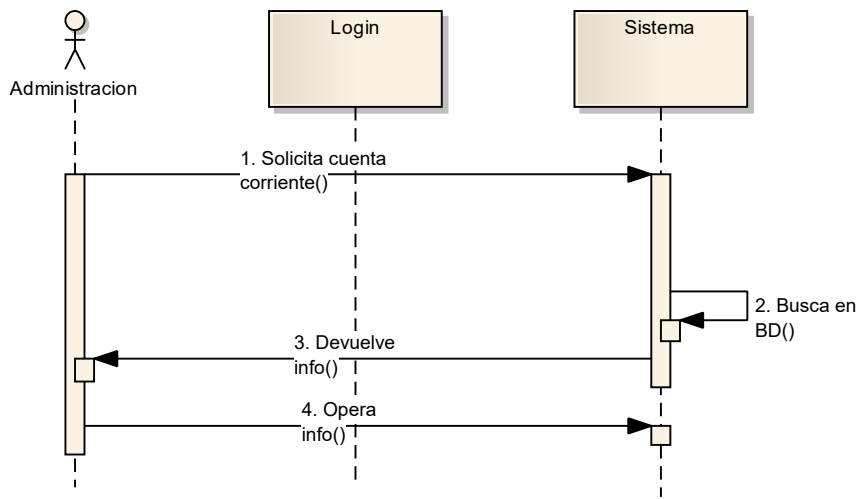 Login
Sistema
Administracion
1. Solicita cuenta
corriente()
2. Busca en
BD()
3. Devuelve
info()
4. Opera
info()